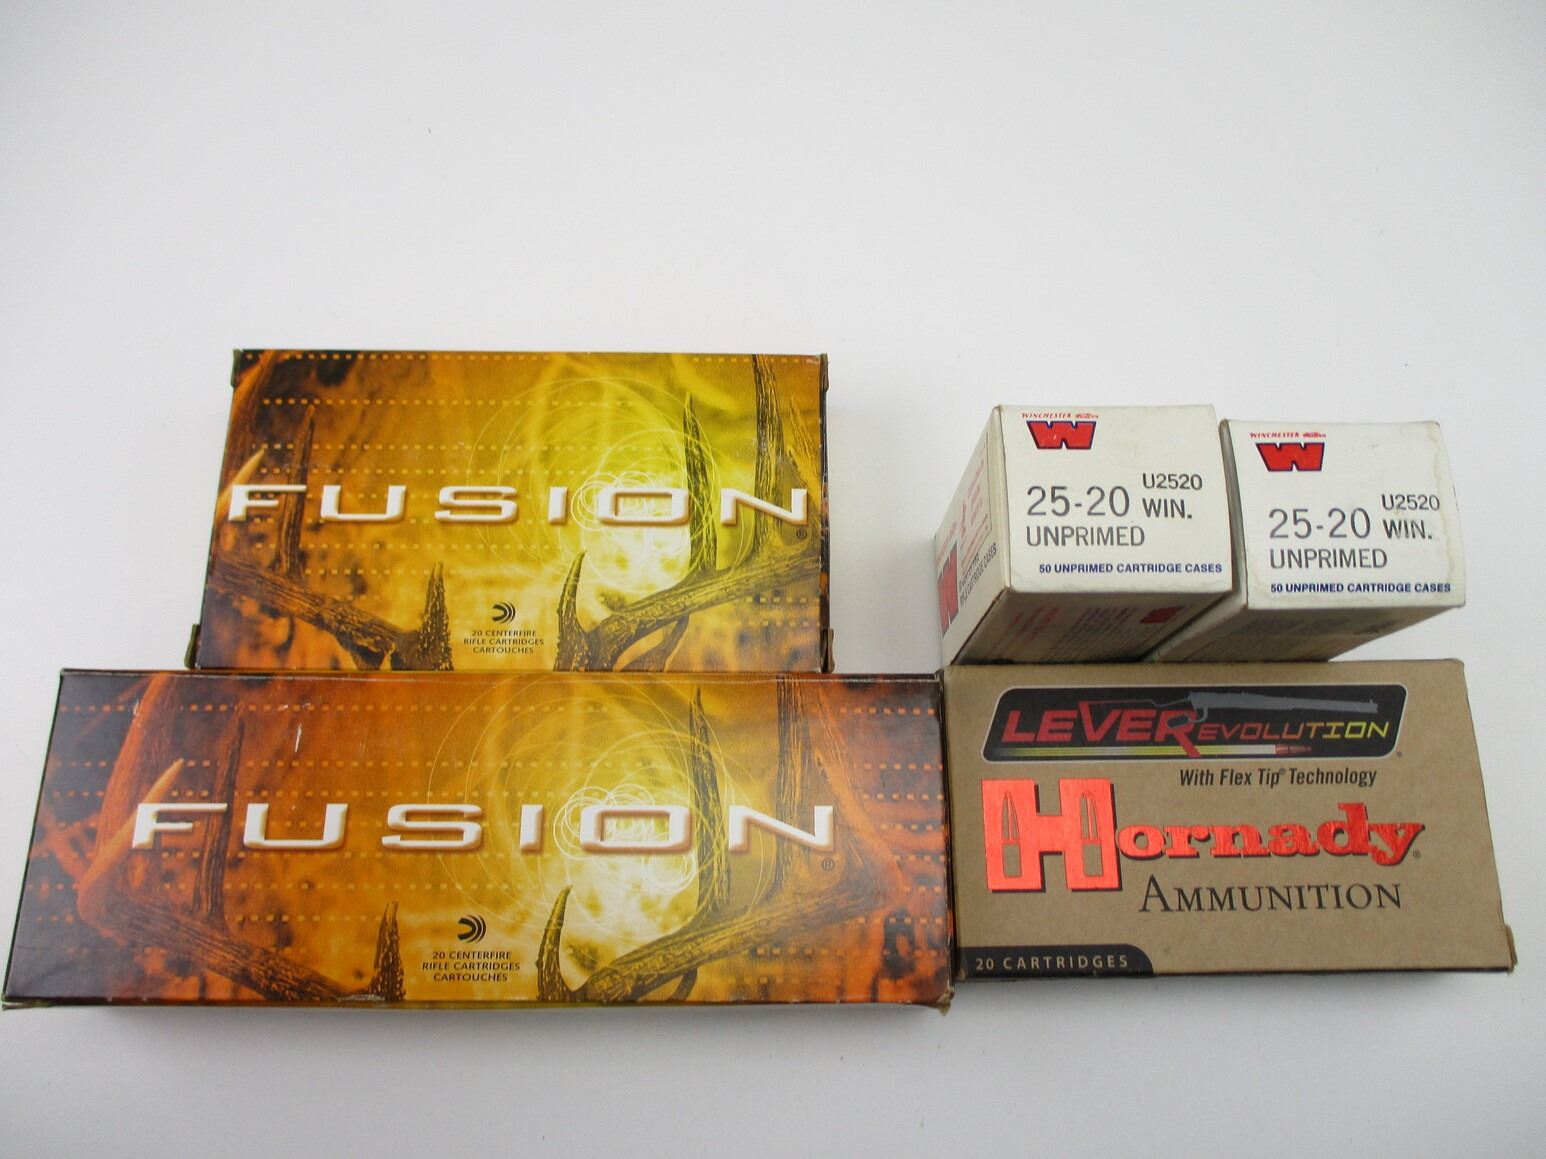 FUSION
®
20 CENTERFIRE
RIFLE CARTRIDGES
CARTOUCHES
FUSION
®
20 CENTERFIRE
RIFLE CARTRIDGES
CARTOUCHES
WINCHESTER
W
U2520
25-20 WIN.
UNPRIMED
50 UNPRIMED CARTRIDGE CASES
WINCHESTER
W
U2520
25-20 WIN.
UNPRIMED
50 UNPRIMED CARTRIDGE CASES
LEVEREVOLUTION
With Flex Tip® Technology
Hornady®
AMMUNITION
20 CARTRIDGES